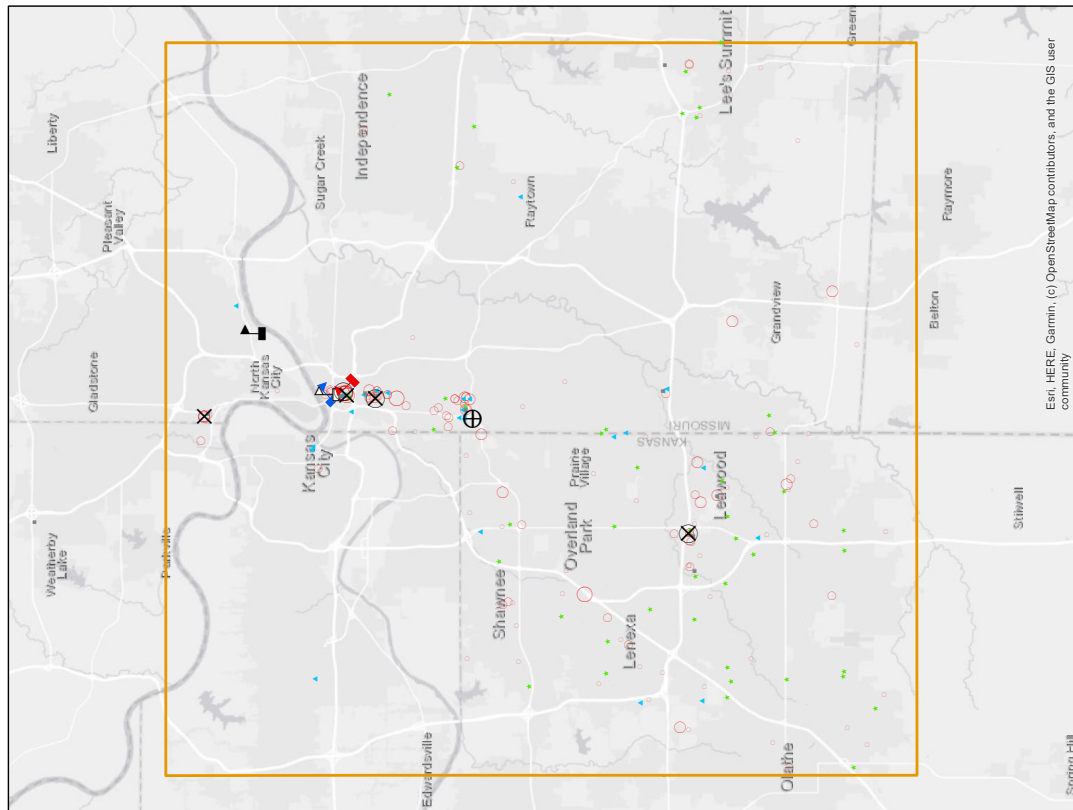 Liberty
Pleasant
Valley
Gladstone
Weatherby
Lake
Parkville
North
Kansas
City
Sugar Creek
Independence
Kansas
City
Edwardsville
Raytown
Shawnee
Overland
Park
Prairie
Village
MISSOURI
KANSAS
Lenexa
Leawood
Lee's Summit
Grandview
Olathe
Green
Belton
Raymore
Stilwell
Spring Hill
Esri, HERE, Garmin, (c) OpenStreetMap contributors, and the GIS user
community